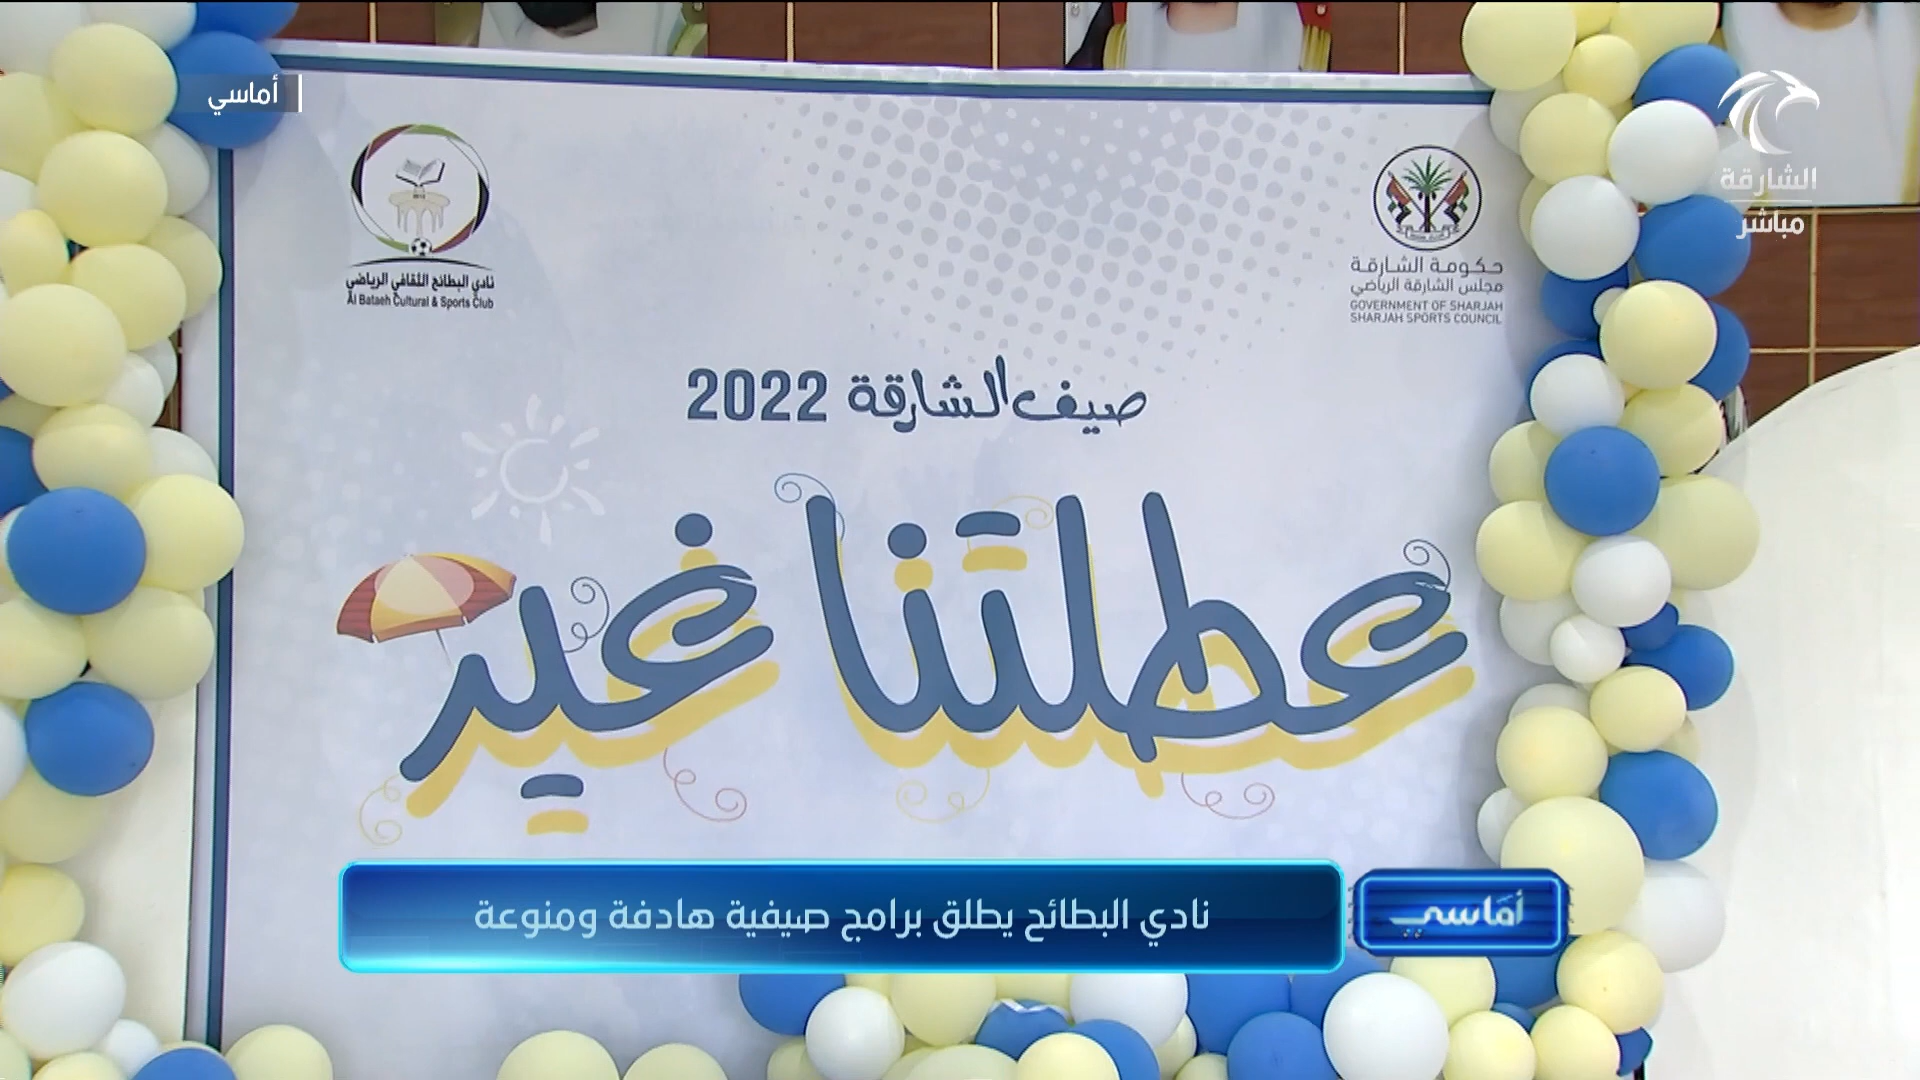 أماسي
الشارقة
مباشر
نادي البطائح الثقافي الرياضي
Al Bataeh Cultural & Sports Club
حكومة الشارقة
مجلس الشارقة الرياضي
GOVERNMENT OF SHARJAH
SHARJAH SPORTS COUNCIL
صيف الشارقة 2022
عطلتنا غير
أماسي
نادي البطائح يطلق برامج صيفية هادفة ومنوعة